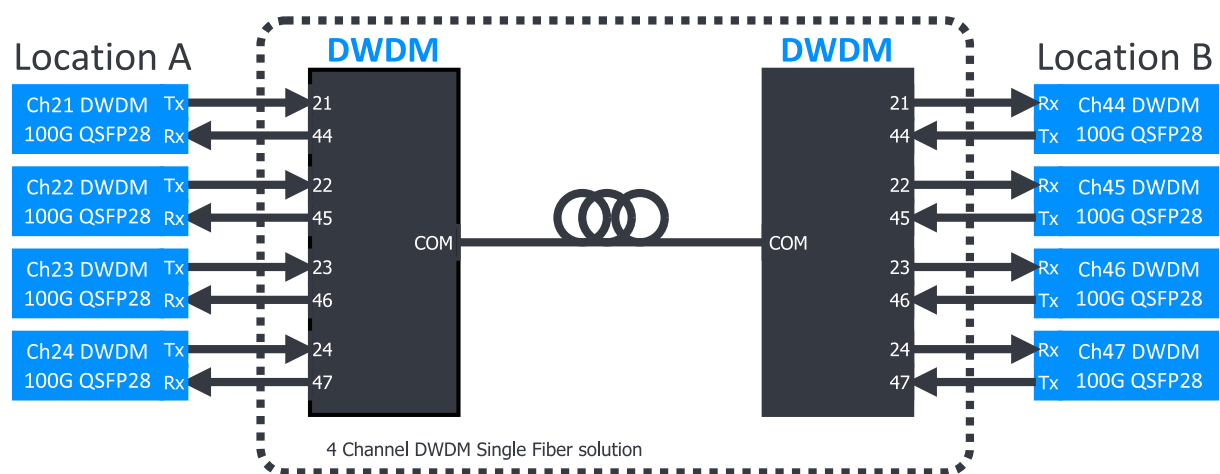 DWDM
DWDM
Location A
Location B
Ch21 DWDM
100G QSFP28
Tx
Rx
21
44
21
44
Rx
Tx
Ch44 DWDM
100G QSFP28
Ch22 DWDM
100G QSFP28
Tx
Rx
22
45
22
45
Rx
Tx
Ch45 DWDM
100G QSFP28
COM
COM
Ch23 DWDM
100G QSFP28
Tx
Rx
23
46
23
46
Rx
Tx
Ch46 DWDM
100G QSFP28
Ch24 DWDM
100G QSFP28
Tx
Rx
24
47
24
47
Rx
Tx
Ch47 DWDM
100G QSFP28
4 Channel DWDM Single Fiber solution